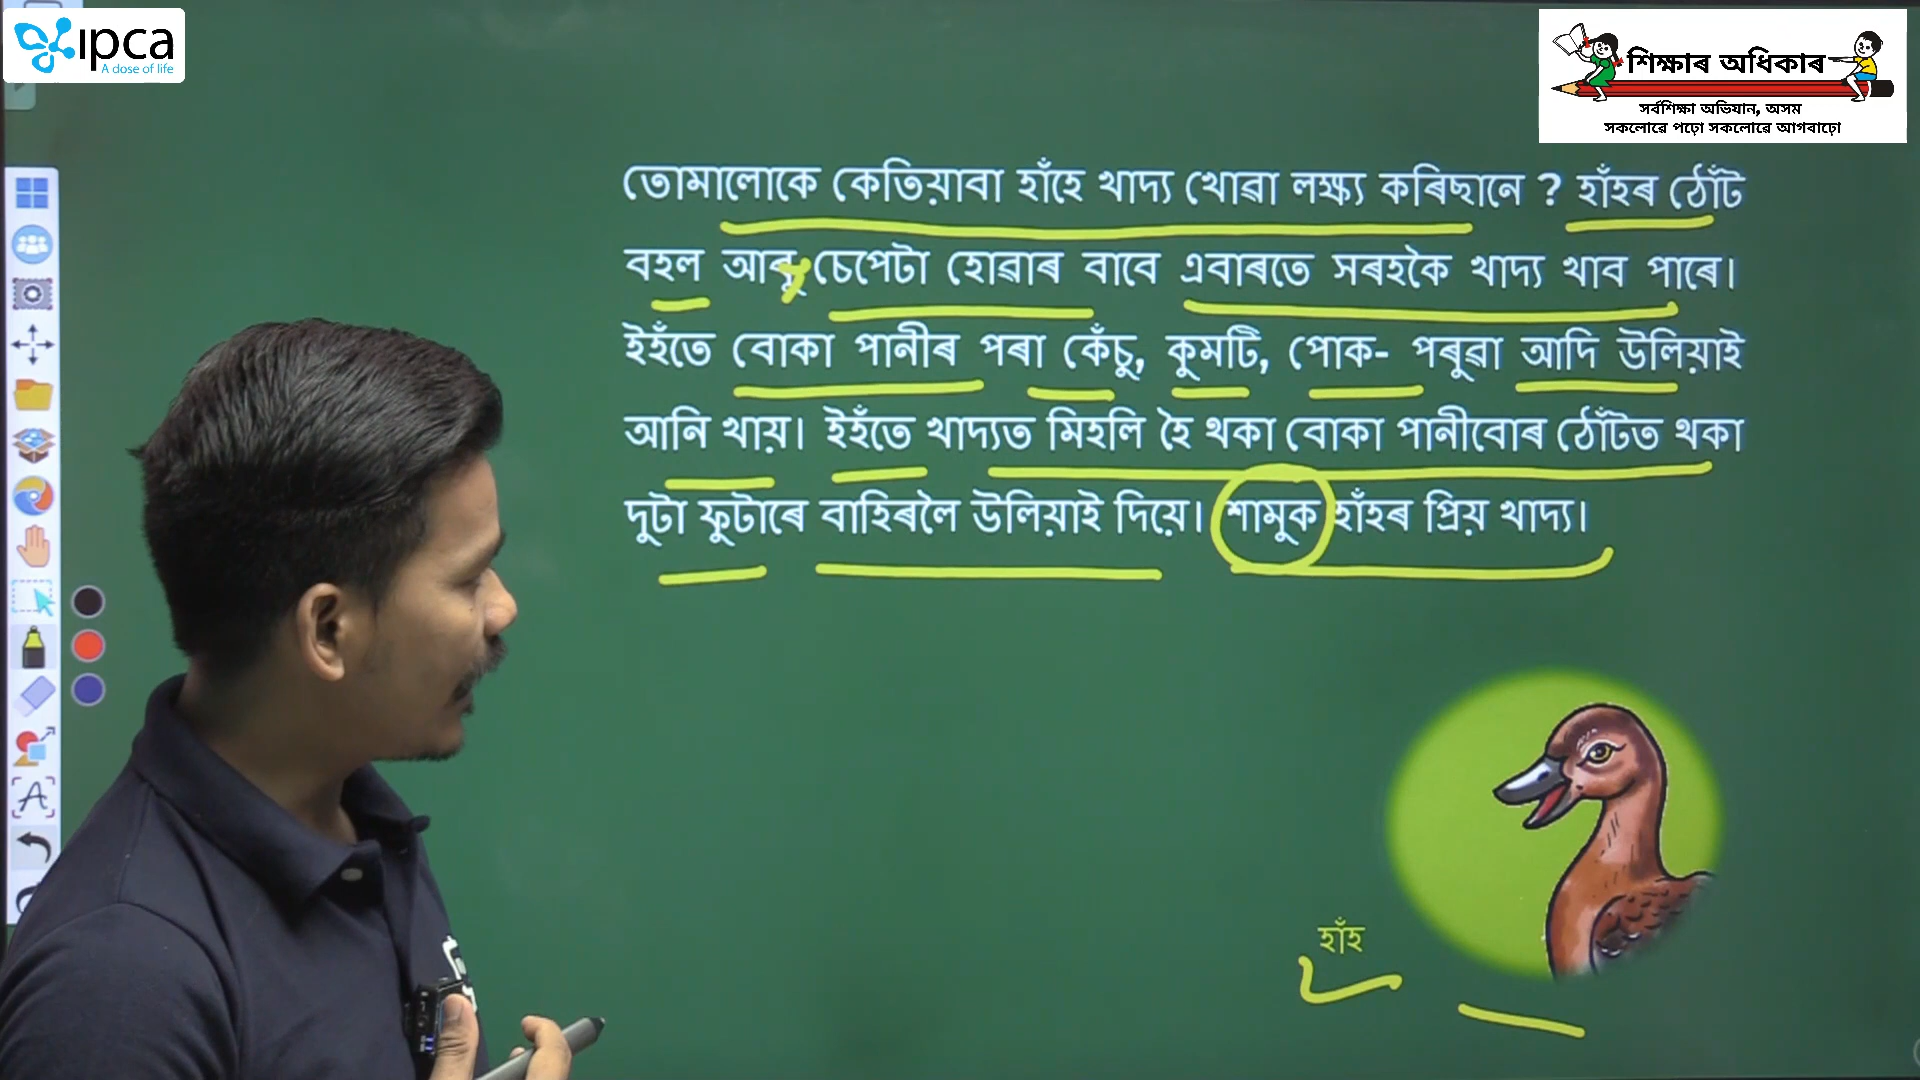 ipca
A dose of life
শিক্ষাৰ অধিকাৰ
সৰ্বশিক্ষা অভিযান, অসম
সকলোৱে পঢ়ো সকলোৱে আগবাঢ়ো
তোমালোকে কেতিয়াবা হাঁহে খাদ্য খোৱা লক্ষ্য কৰিছানে ? হাঁহৰ ঠোঁট
বহল আৰু চেপেটা হোৱাৰ বাবে এবাৰতে সৰহকৈ খাদ্য খাব পাৰে।
ইহঁতে বোকা পানীৰ পৰা কেঁচু, কুমটি, পোক- পৰুৱা আদি উলিয়াই
আনি খায়। ইহঁতে খাদ্যত মিহলি হৈ থকা বোকা পানীবোৰ ঠোঁটত থকা
দুটা ফুটাৰে বাহিৰলৈ উলিয়াই দিয়ে। শামুক হাঁহৰ প্ৰিয় খাদ্য।
হাঁহ